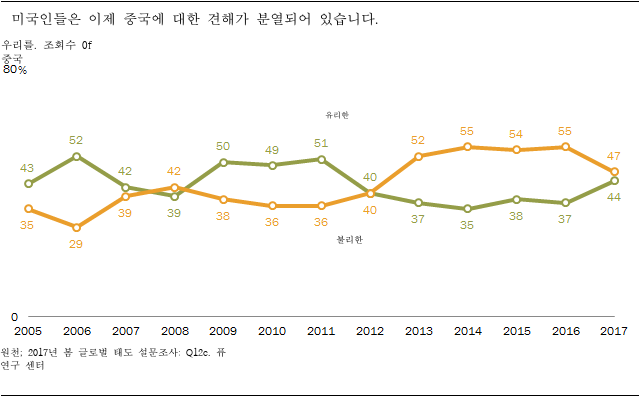 미국인들은 이제 중국에 대한 견해가 분열되어 있습니다.
우리를. 조회수 0f
중국
80%
유리한
43 52 42 42 50 49 51 40 52 55 54 55 47
35 29 39 39 38 36 36 40 37 35 38 37 44
불리한
0
2005 2006 2007 2008 2009 2010 2011 2012 2013 2014 2015 2016 2017
원천; 2017년 봄 글로벌 태도 설문조사: Q12c. 퓨
연구 센터